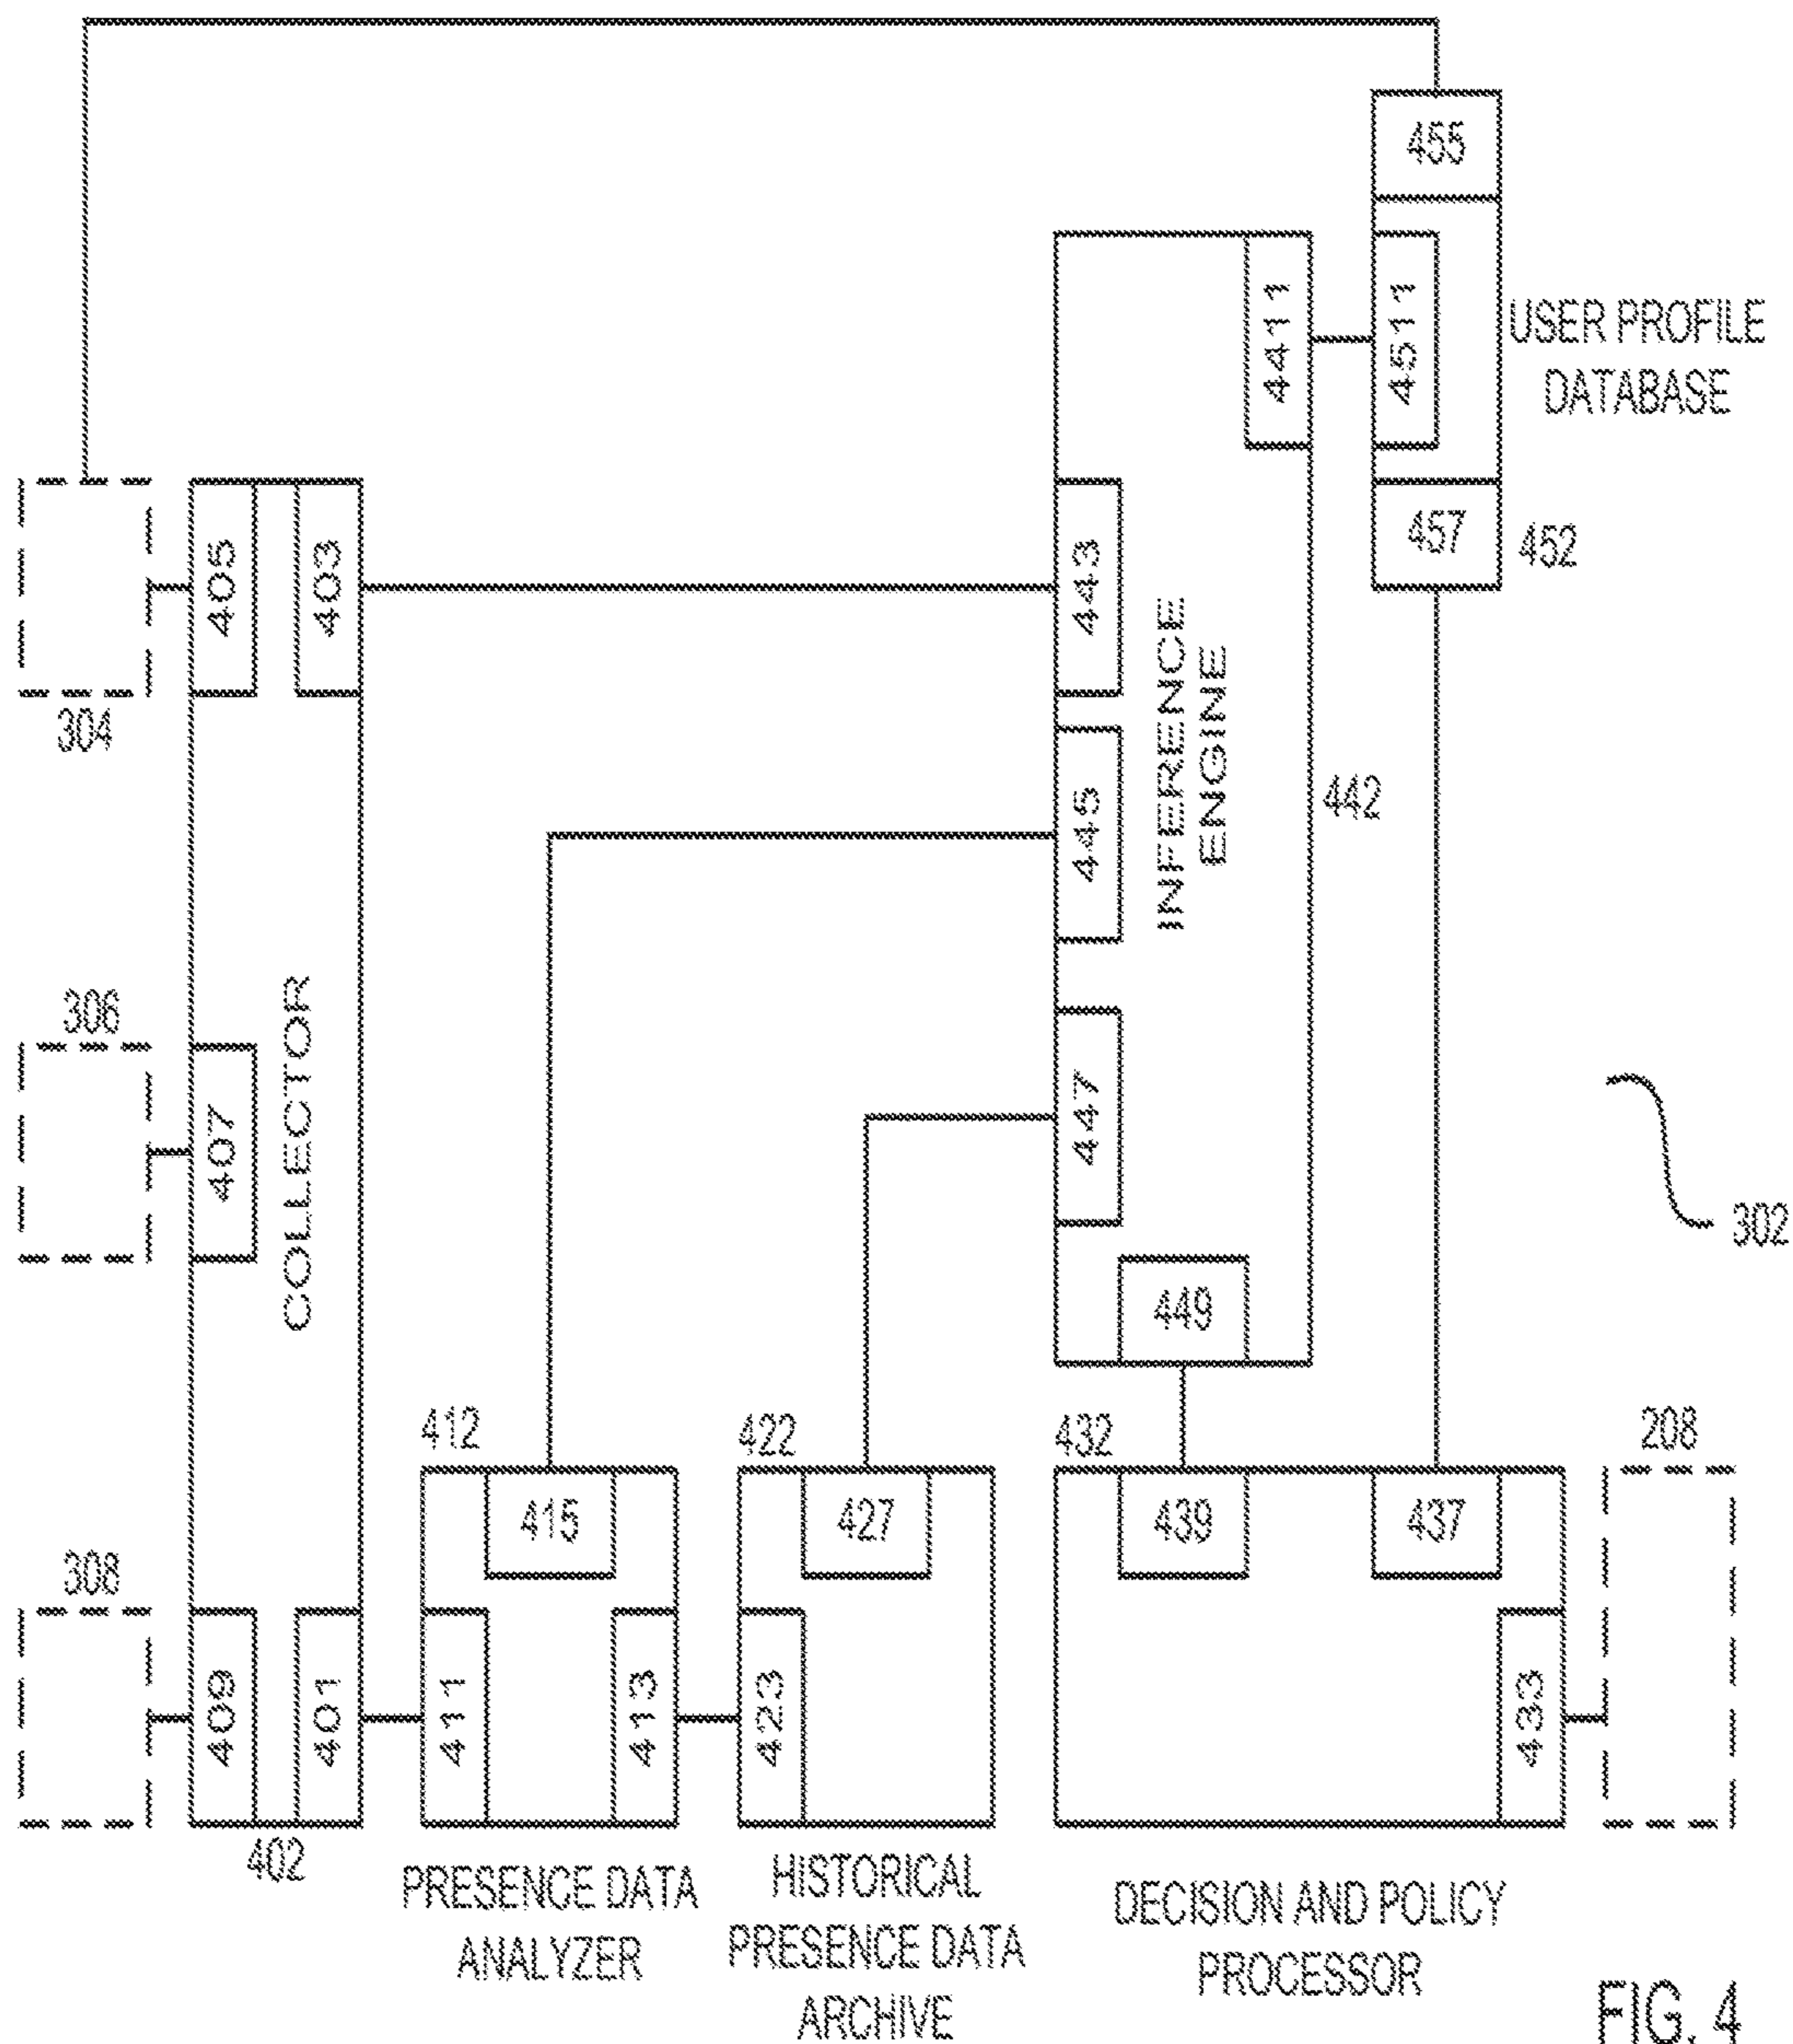 455
4411
4511
USER PROFILE
DATABASE
405
403
443
457
452
304
INFERENCE
ENGINE
445
442
306
407
COLLECTOR
447
302
449
412
422
432
208
415
427
439
437
308
409
401
411
413
423
433
402
PRESENCE DATA
ANALYZER
HISTORICAL
PRESENCE DATA
ARCHIVE
DECISION AND POLICY
PROCESSOR
FIG. 4